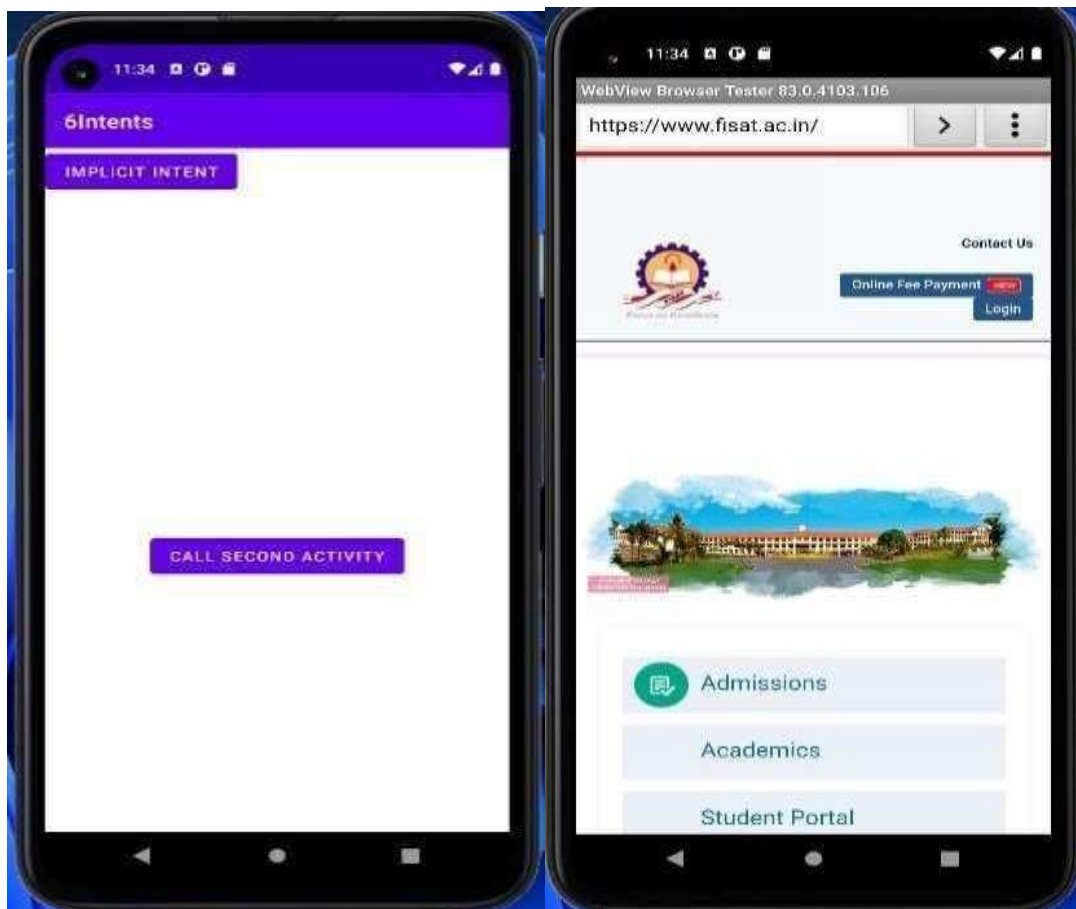 11:34
6Intents
IMPLICIT INTENT
CALL SECOND ACTIVITY
11:34
WebView Browser Tester 83.0.4103.106
https://www.fisat.ac.in/
Contact Us
Online Fee Payment NEW
Login
Admissions
Academics
Student Portal